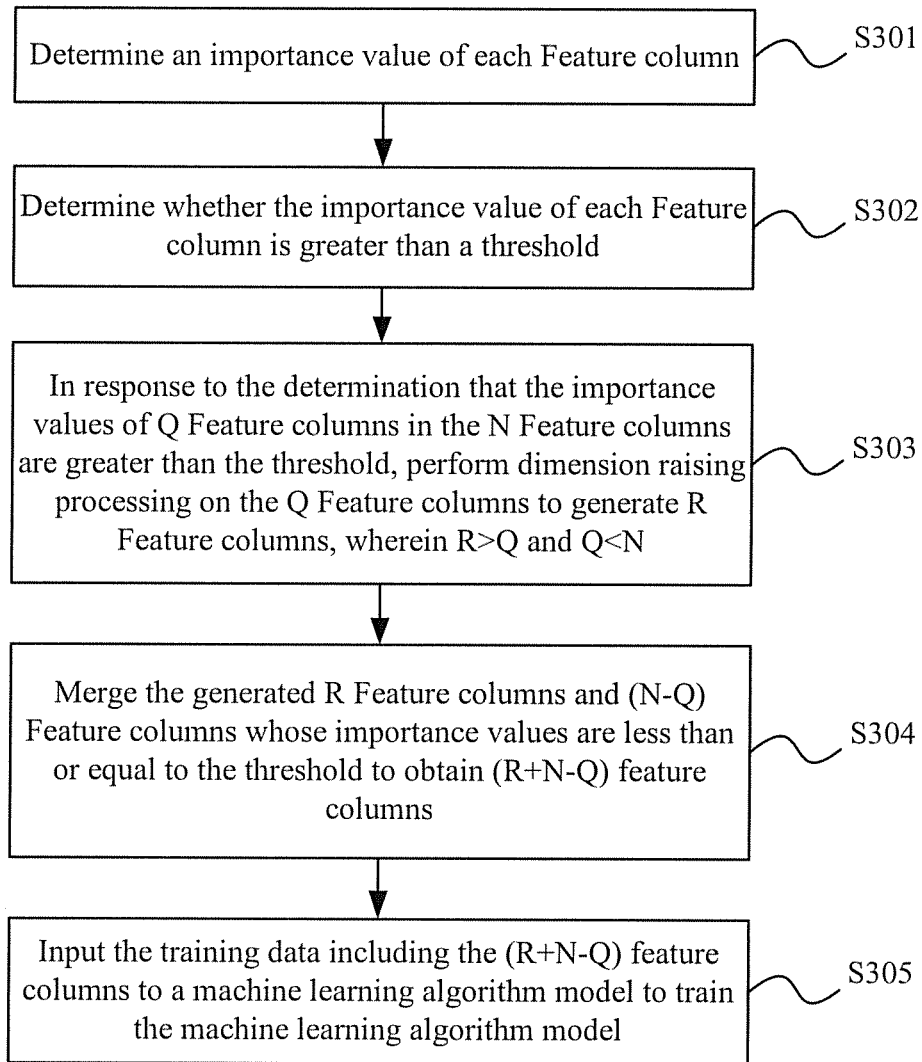 Determine an importance value of each Feature column
S301
Determine whether the importance value of each Feature
column is greater than a threshold
S302
In response to the determination that the importance
values of Q Feature columns in the N Feature columns
are greater than the threshold, perform dimension raising
processing on the Q Feature columns to generate R
Feature columns, wherein R>Q and Q<N
S303
Merge the generated R Feature columns and (N-Q)
Feature columns whose importance values are less than
or equal to the threshold to obtain (R+N-Q) feature
columns
S304
Input the training data including the (R+N-Q) feature
columns to a machine learning algorithm model to train
the machine learning algorithm model
S305